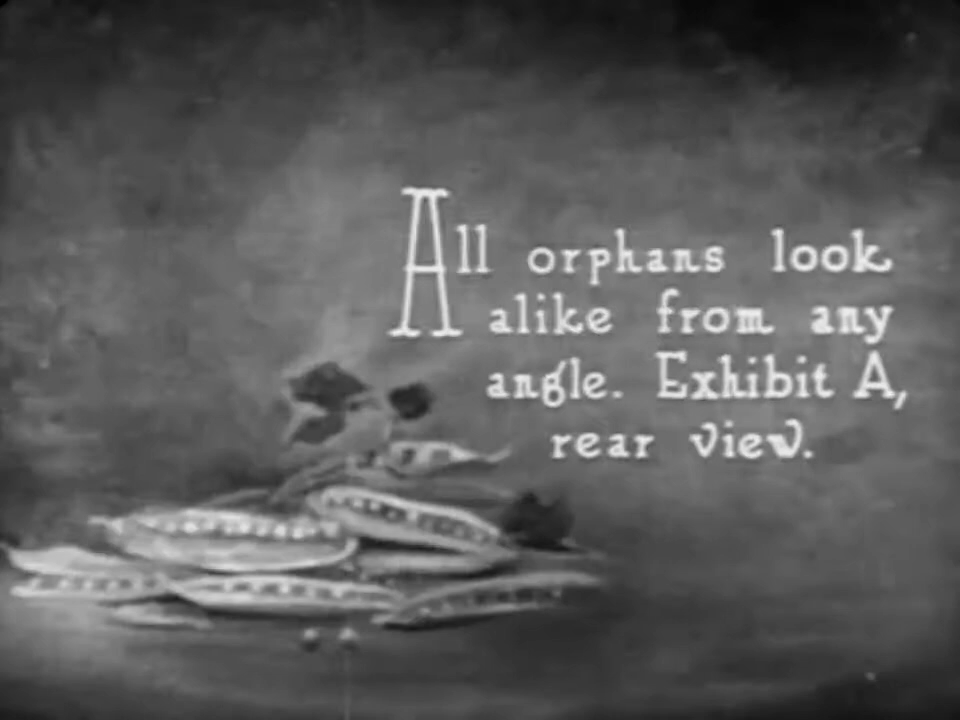 All orphans look
alike from any
angle. Exhibit A,
rear view.